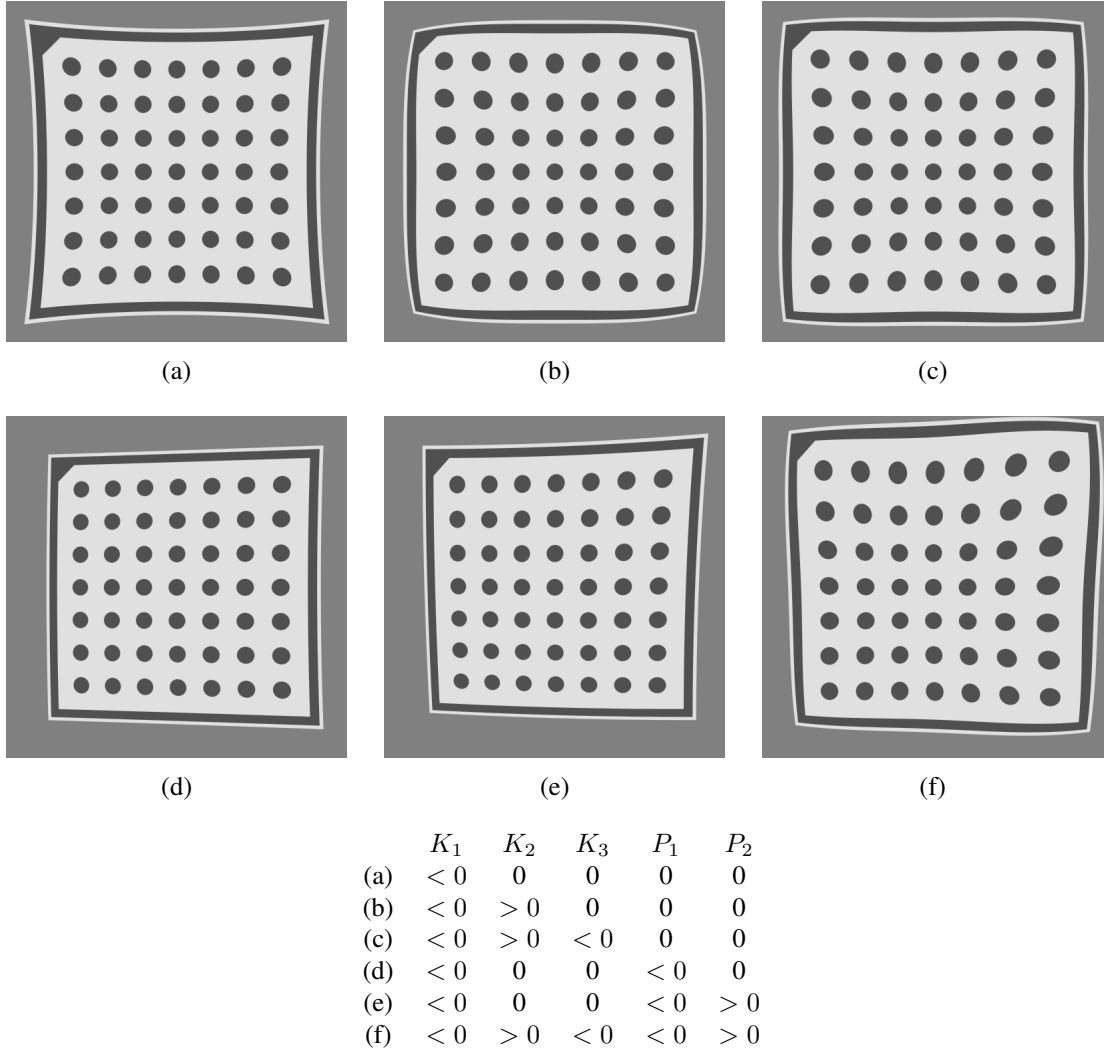 (a)
(b)
(c)
(d)
(e)
(f)
K₁ K₂ K₃ P₁ P₂
(a) < 0 0 0 0 0
(b) < 0 > 0 0 0 0
(c) < 0 > 0 < 0 0 0
(d) < 0 0 0 < 0 0
(e) < 0 0 0 < 0 > 0
(f) < 0 > 0 < 0 < 0 > 0